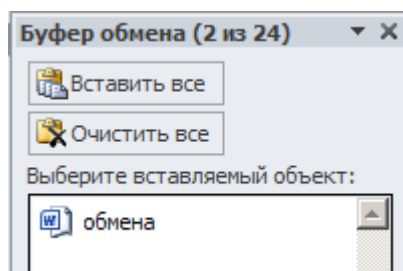 Буфер обмена (2 из 24)
Вставить все
Очистить все
Выберите вставляемый объект:
обмена